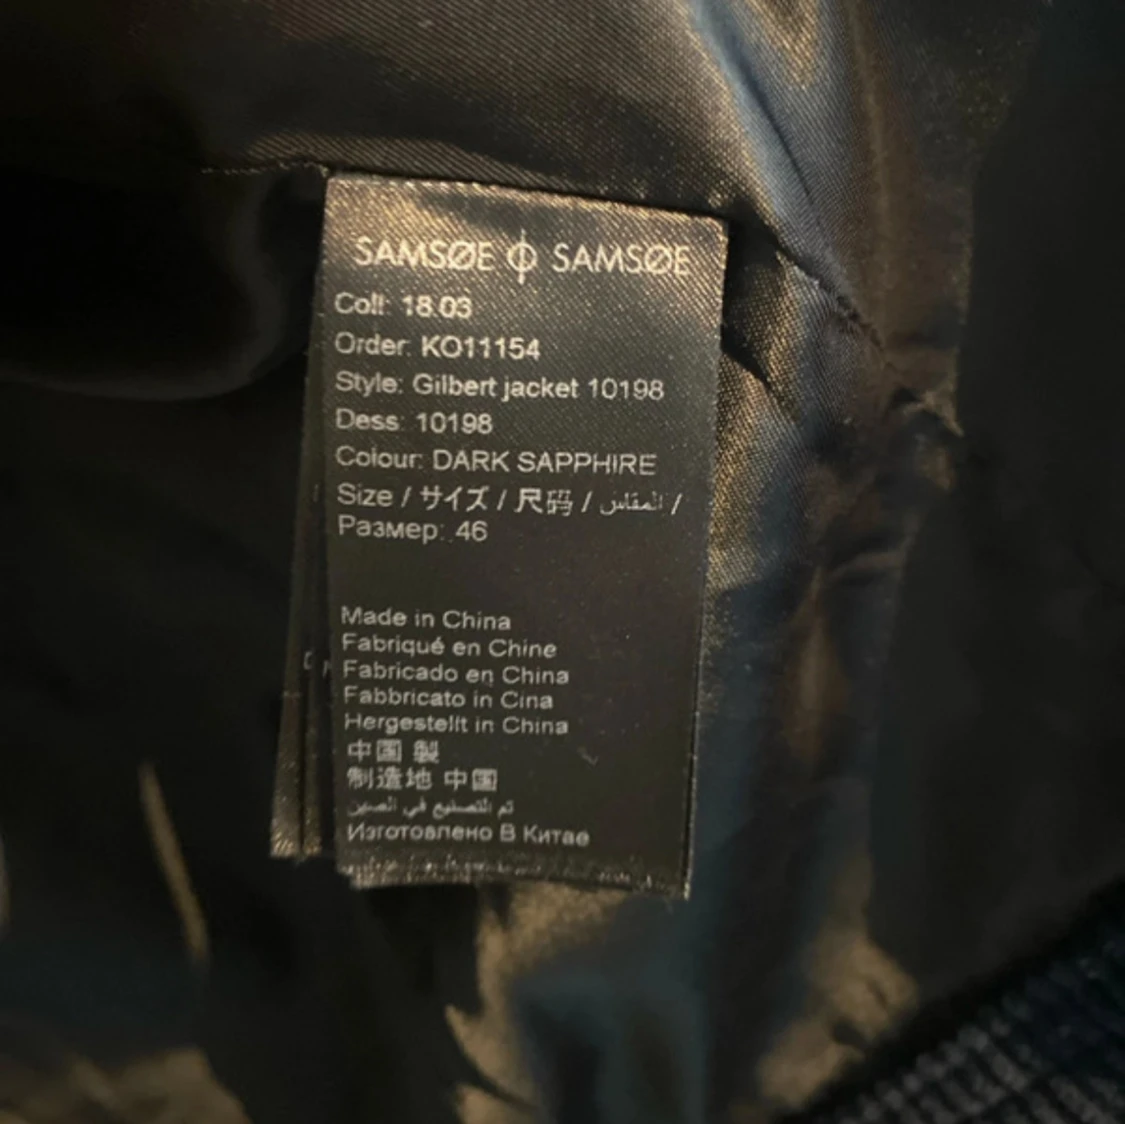 SAMSØE ϕ SAMSØE
Coll: 18.03
Order: KO11154
Style: Gilbert jacket 10198
Dess: 10198
Colour: DARK SAPPHIRE
Size / サイズ / 尺码 / المقاس /
Размер: 46
Made in China
Fabriqué en Chine
Fabricado en China
Fabbricato in Cina
Hergestellt in China
中国 製
制造地 中国
تم التصنيع في الصين
Изготовлено В Китае